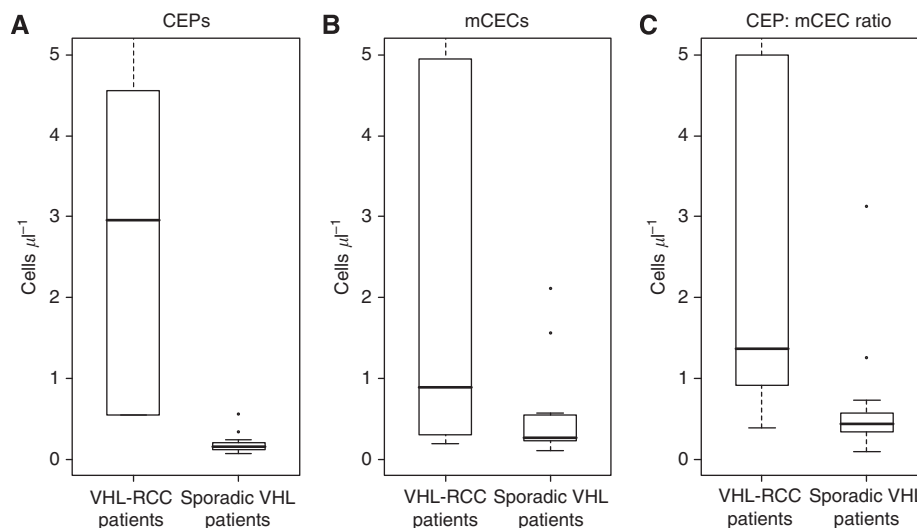 A CEPs
5
4
3
2
1
0
Cells µl⁻¹
VHL-RCC patients
Sporadic VHL patients
B mCECs
5
4
3
2
1
0
Cells µl⁻¹
VHL-RCC patients
Sporadic VHL patients
C CEP: mCEC ratio
5
4
3
2
1
0
Cells µl⁻¹
VHL-RCC patients
Sporadic VHL patients